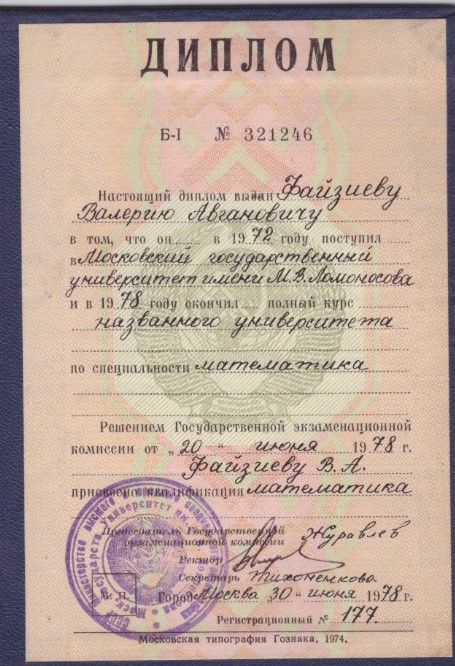 ДИПЛОМ
Б-I № 321246
Настоящий диплом выдан Файзиеву
Валерию Авгановичу
в том, что он в 1972 году поступил
в Московский государственный
университет имени М.В.Ломоносова
и в 1978 году окончил полный курс
названного университета
по специальности математика
Решением Государственной экзаменационной
комиссии от „20“ июня 1978 г.
Файзиеву В.А.
присвоена квалификация математика
Председатель Государственной
экзаменационной комиссии Журавлев
Ректор
Секретарь Тихоненкова
М. П.
Город Москва „30“ июня 1978 г.
Регистрационный № 177.
Московская типография Гознака, 1974.